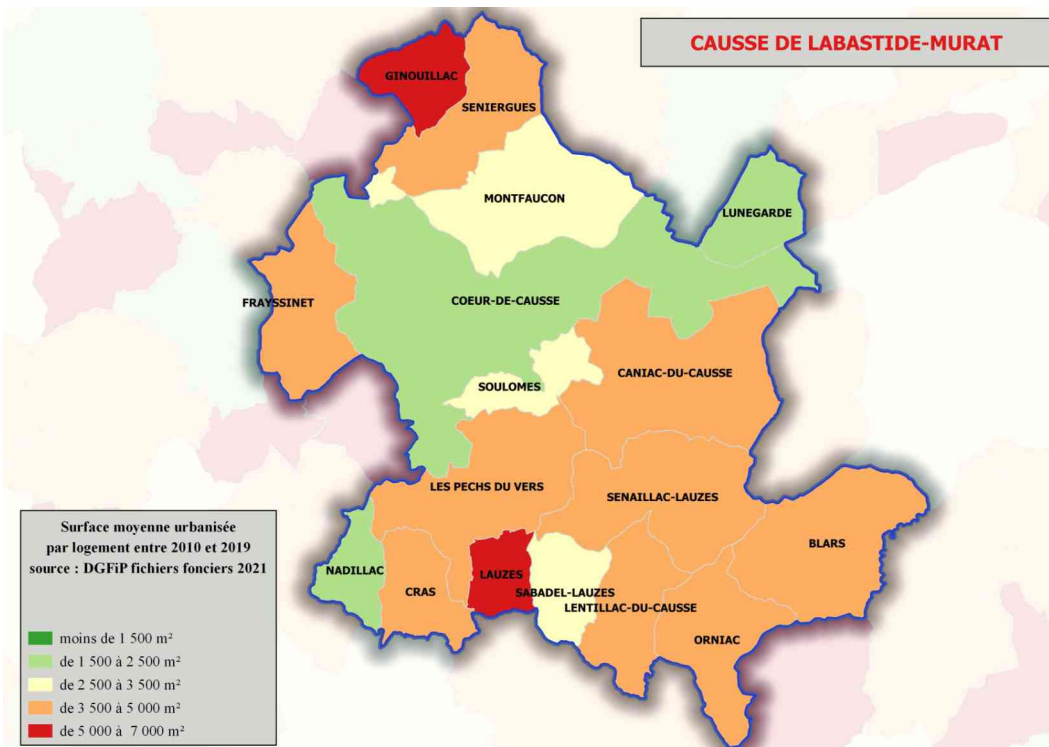 CAUSSE DE LABASTIDE-MURAT
GINOUILLAC
SENIERGUES
MONTFAUCON
LUNEGARDE
COEUR-DE-CAUSSE
FRAYSSINET
CANIAC-DU-CAUSSE
SOULOMES
LES PECHS DU VERS
SENAILLAC-LAUZES
BLARS
NADILLAC
CRAS
LAUZES
SABADEL-LAUZES
LENTILLAC-DU-CAUSSE
ORNIAC
Surface moyenne urbanisée
par logement entre 2010 et 2019
source : DGFiP fichiers fonciers 2021
moins de 1 500 m²
de 1 500 à 2 500 m²
de 2 500 à 3 500 m²
de 3 500 à 5 000 m²
de 5 000 à 7 000 m²